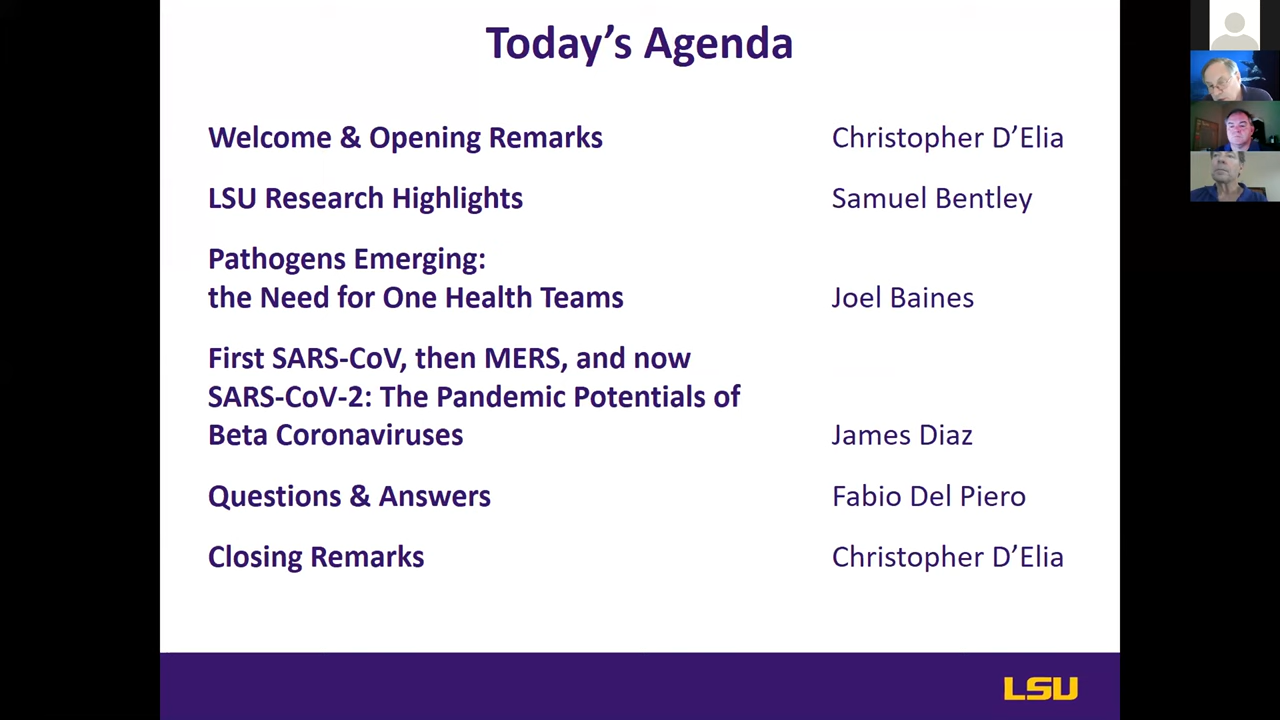 Today's Agenda
Welcome & Opening Remarks Christopher D'Elia
LSU Research Highlights Samuel Bentley
Pathogens Emerging:
the Need for One Health Teams Joel Baines
First SARS-CoV, then MERS, and now
SARS-CoV-2: The Pandemic Potentials of
Beta Coronaviruses James Diaz
Questions & Answers Fabio Del Piero
Closing Remarks Christopher D'Elia
LSU